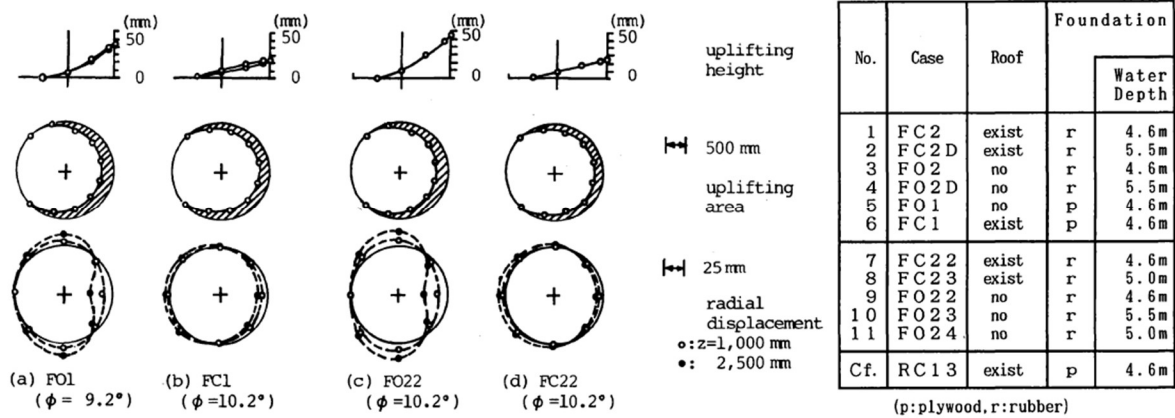 (mm) (mm) (mm) (mm)
50 50 50 50
0 0 0 0
uplifting
height
500 mm
uplifting
area
25 mm
radial
displacement
o:z=1,000 mm
•: 2,500 mm
(a) FO1 (b) FC1 (c) FO22 (d) FC22
(φ= 9.2°) (φ=10.2°) (φ=10.2°) (φ=10.2°)
No. Case Roof Foundation
Water
Depth
1 FC2 exist r 4.6m
2 FC2D exist r 5.5m
3 FO2 no r 4.6m
4 FO2D no r 5.5m
5 FO1 no p 4.6m
6 FC1 exist p 4.6m
7 FC22 exist r 4.6m
8 FC23 exist r 5.0m
9 FO22 no r 4.6m
10 FO23 no r 5.5m
11 FO24 no r 5.0m
Cf. RC13 exist p 4.6m
(p:plywood,r:rubber)